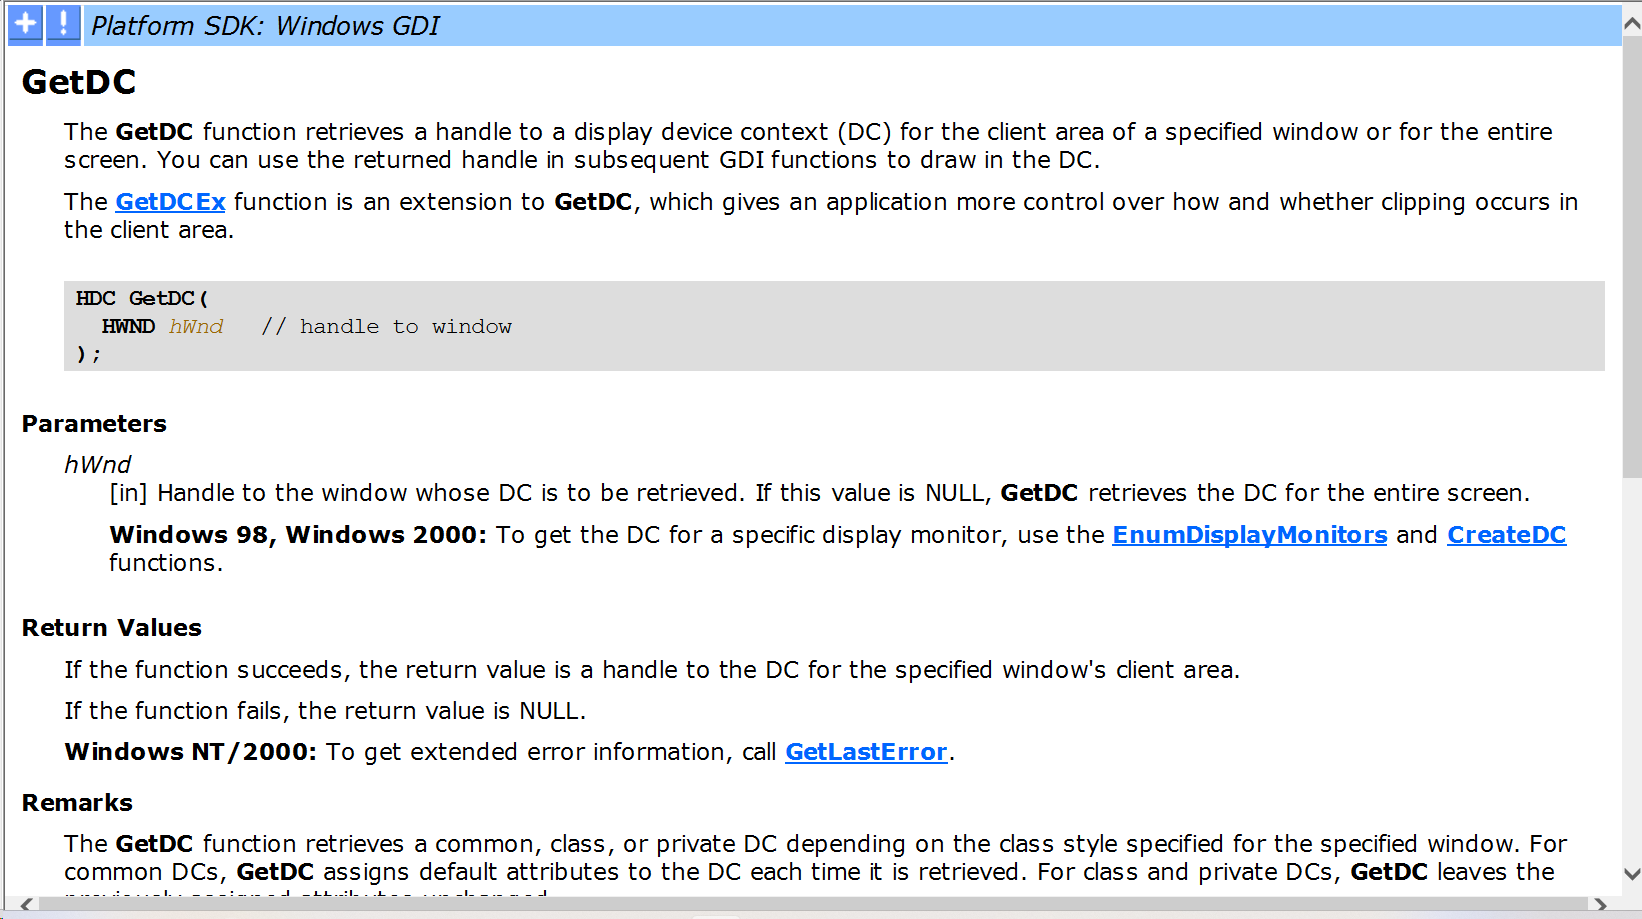 Platform SDK: Windows GDI
GetDC
The GetDC function retrieves a handle to a display device context (DC) for the client area of a specified window or for the entire
screen. You can use the returned handle in subsequent GDI functions to draw in the DC.
The GetDCEx function is an extension to GetDC, which gives an application more control over how and whether clipping occurs in
the client area.
HDC GetDC(
  HWND hWnd   // handle to window
);
Parameters
hWnd
[in] Handle to the window whose DC is to be retrieved. If this value is NULL, GetDC retrieves the DC for the entire screen.
Windows 98, Windows 2000: To get the DC for a specific display monitor, use the EnumDisplayMonitors and CreateDC
functions.
Return Values
If the function succeeds, the return value is a handle to the DC for the specified window's client area.
If the function fails, the return value is NULL.
Windows NT/2000: To get extended error information, call GetLastError.
Remarks
The GetDC function retrieves a common, class, or private DC depending on the class style specified for the specified window. For
common DCs, GetDC assigns default attributes to the DC each time it is retrieved. For class and private DCs, GetDC leaves the
previously assigned attributes unchanged.